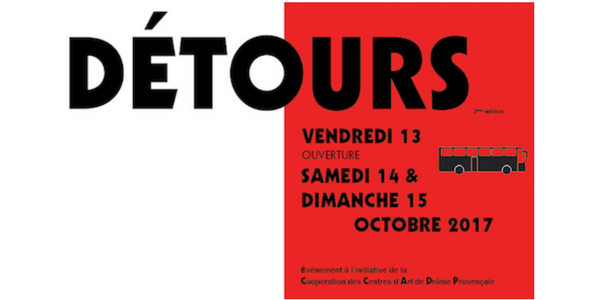 DÉTOURS
2ème édition
VENDREDI 13
OUVERTURE
SAMEDI 14 &
DIMANCHE 15
OCTOBRE 2017
Evénement à l'initiative de la
Coopération des Centres d'Art de Drôme Provençale